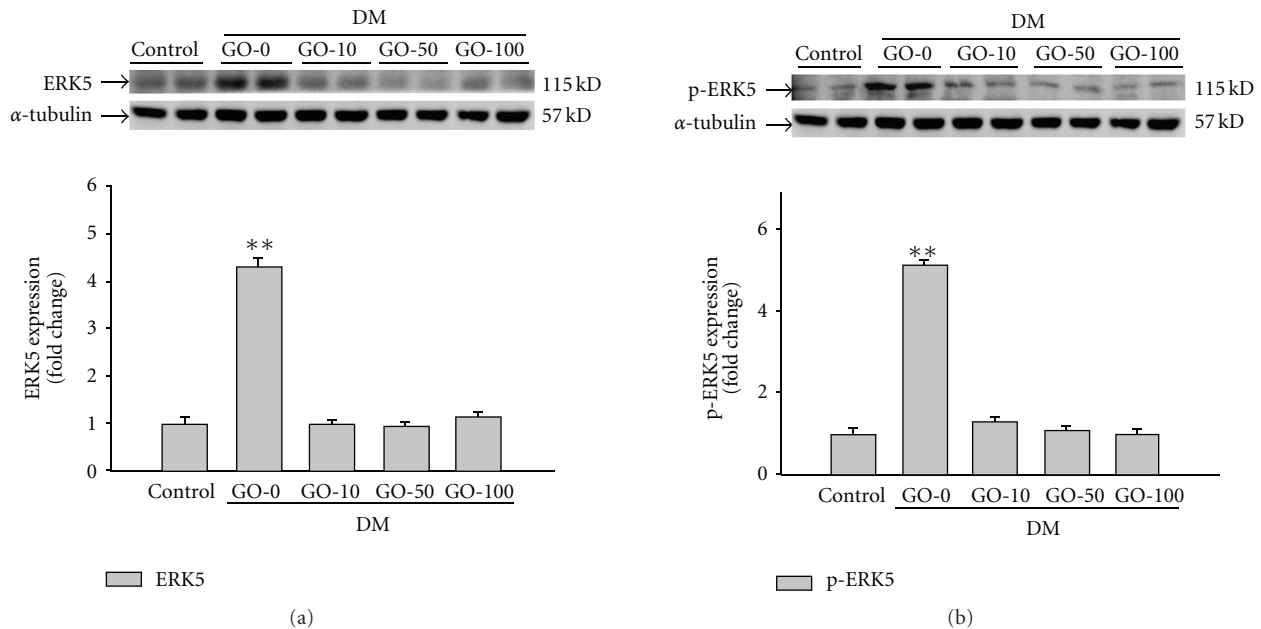 DM
Control GO-0 GO-10 GO-50 GO-100
ERK5 115 kD
α-tubulin 57 kD
6
5
4
3
2
1
0
ERK5 expression
(fold change)
**
Control GO-0 GO-10 GO-50 GO-100
DM
ERK5
(a)
DM
Control GO-0 GO-10 GO-50 GO-100
p-ERK5 115 kD
α-tubulin 57 kD
6
4
2
0
p-ERK5 expression
(fold change)
**
Control GO-0 GO-10 GO-50 GO-100
DM
p-ERK5
(b)